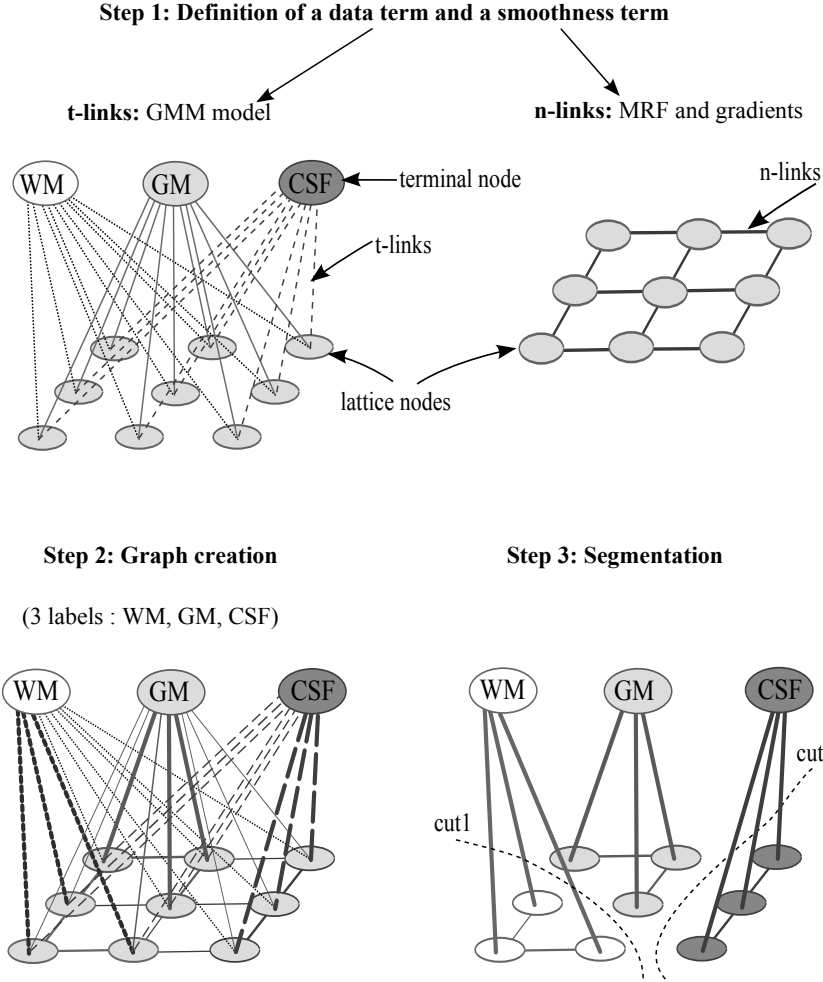 Step 1: Definition of a data term and a smoothness term
t-links: GMM model
n-links: MRF and gradients
WM
GM
CSF
terminal node
n-links
t-links
lattice nodes
Step 2: Graph creation
Step 3: Segmentation
(3 labels : WM, GM, CSF)
WM
GM
CSF
WM
GM
CSF
cut
cut1